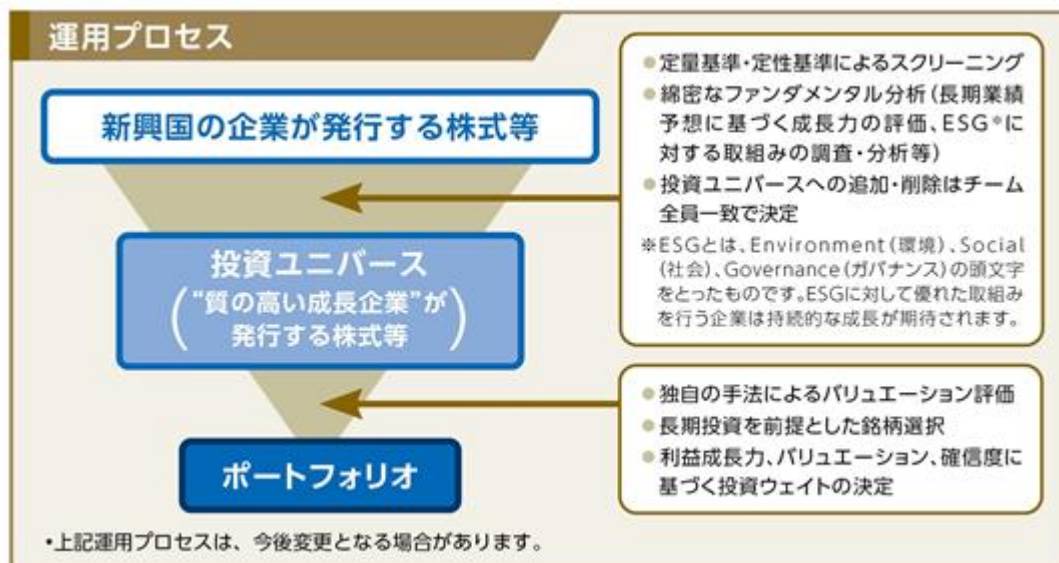 運用プロセス
新興国の企業が発行する株式等
●定量基準・定性基準によるスクリーニング
●綿密なファンダメンタル分析(長期業績
予想に基づく成長力の評価、ESG※に
対する取組みの調査・分析等)
●投資ユニバースへの追加・削除はチーム
全員一致で決定
※ESGとは、Environment(環境)、Social
(社会)、Governance(ガバナンス)の頭文字
をとったものです。ESGに対して優れた取組み
を行う企業は持続的な成長が期待されます。
投資ユニバース
("質の高い成長企業"が
発行する株式等)
●独自の手法によるバリュエーション評価
●長期投資を前提とした銘柄選択
●利益成長力、バリュエーション、確信度に
基づく投資ウェイトの決定
ポートフォリオ
・上記運用プロセスは、今後変更となる場合があります。